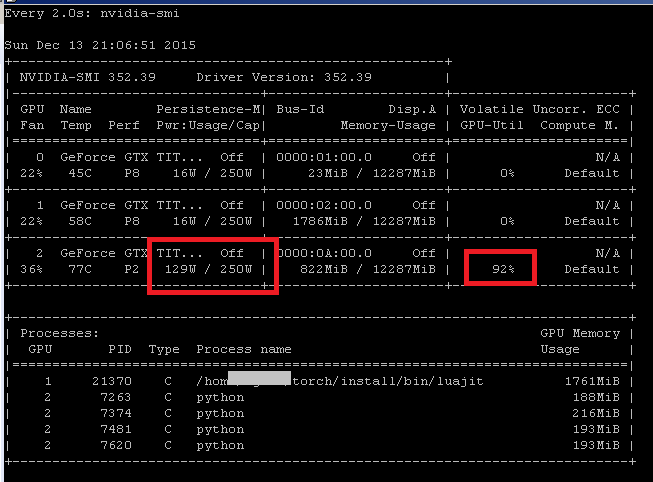 Every 2.0s: nvidia-smi
Sun Dec 13 21:06:51 2015
+------------------------------------------------------+
| NVIDIA-SMI 352.39     Driver Version: 352.39         |
|-------------------------------+----------------------+----------------------+
| GPU  Name        Persistence-M| Bus-Id        Disp.A | Volatile Uncorr. ECC |
| Fan  Temp  Perf  Pwr:Usage/Cap|         Memory-Usage | GPU-Util  Compute M. |
|===============================+======================+======================|
|   0  GeForce GTX TIT...  Off  | 0000:01:00.0     Off |                  N/A |
| 22%   45C    P8    16W / 250W |     23MiB / 12287MiB |      0%      Default |
+-------------------------------+----------------------+----------------------+
|   1  GeForce GTX TIT...  Off  | 0000:02:00.0     Off |                  N/A |
| 22%   58C    P8    16W / 250W |   1786MiB / 12287MiB |      0%      Default |
+-------------------------------+----------------------+----------------------+
|   2  GeForce GTX TIT...  Off  | 0000:0A:00.0     Off |                  N/A |
| 36%   77C    P2   129W / 250W |    822MiB / 12287MiB |     92%      Default |
+-------------------------------+----------------------+----------------------+
+-----------------------------------------------------------------------------+
| Processes:                                                       GPU Memory |
|  GPU       PID  Type  Process name                               Usage      |
|=============================================================================|
|    1     21370    C   /hom /torch/install/bin/luajit                1761MiB |
|    2      7263    C   python                                         188MiB |
|    2      7374    C   python                                         216MiB |
|    2      7481    C   python                                         193MiB |
|    2      7620    C   python                                         193MiB |
+-----------------------------------------------------------------------------+